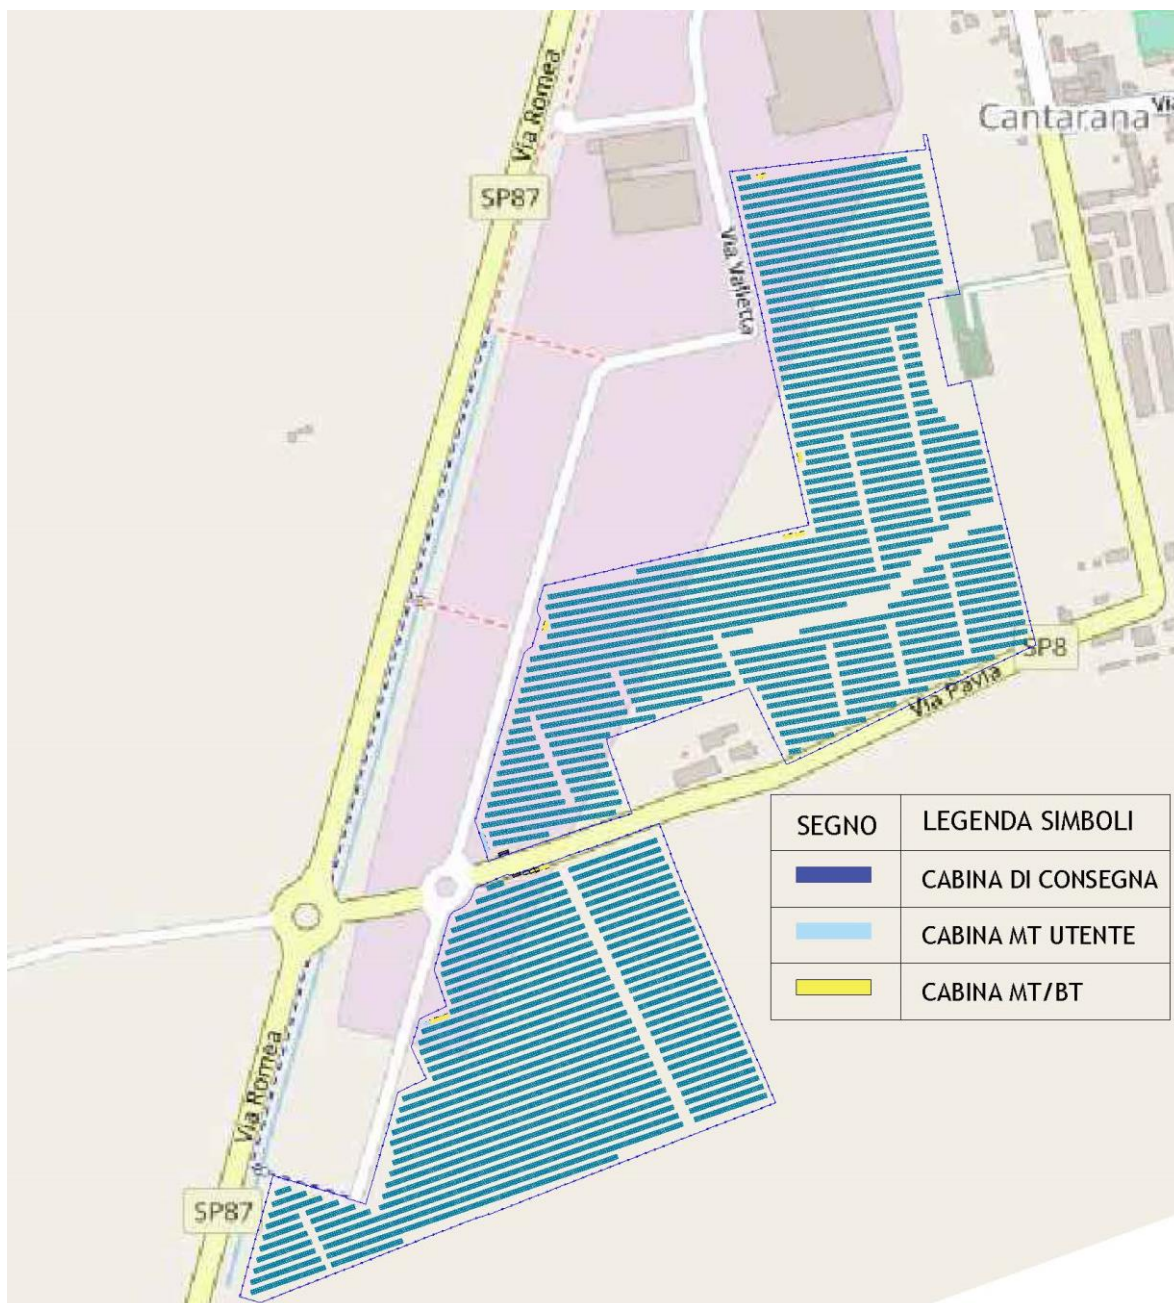 Via Romea
Cantarana
Via
SP87
Via Valletta
SP8
Via Pavia
SEGNO LEGENDA SIMBOLI
CABINA DI CONSEGNA
CABINA MT UTENTE
CABINA MT/BT
Via Romea
SP87